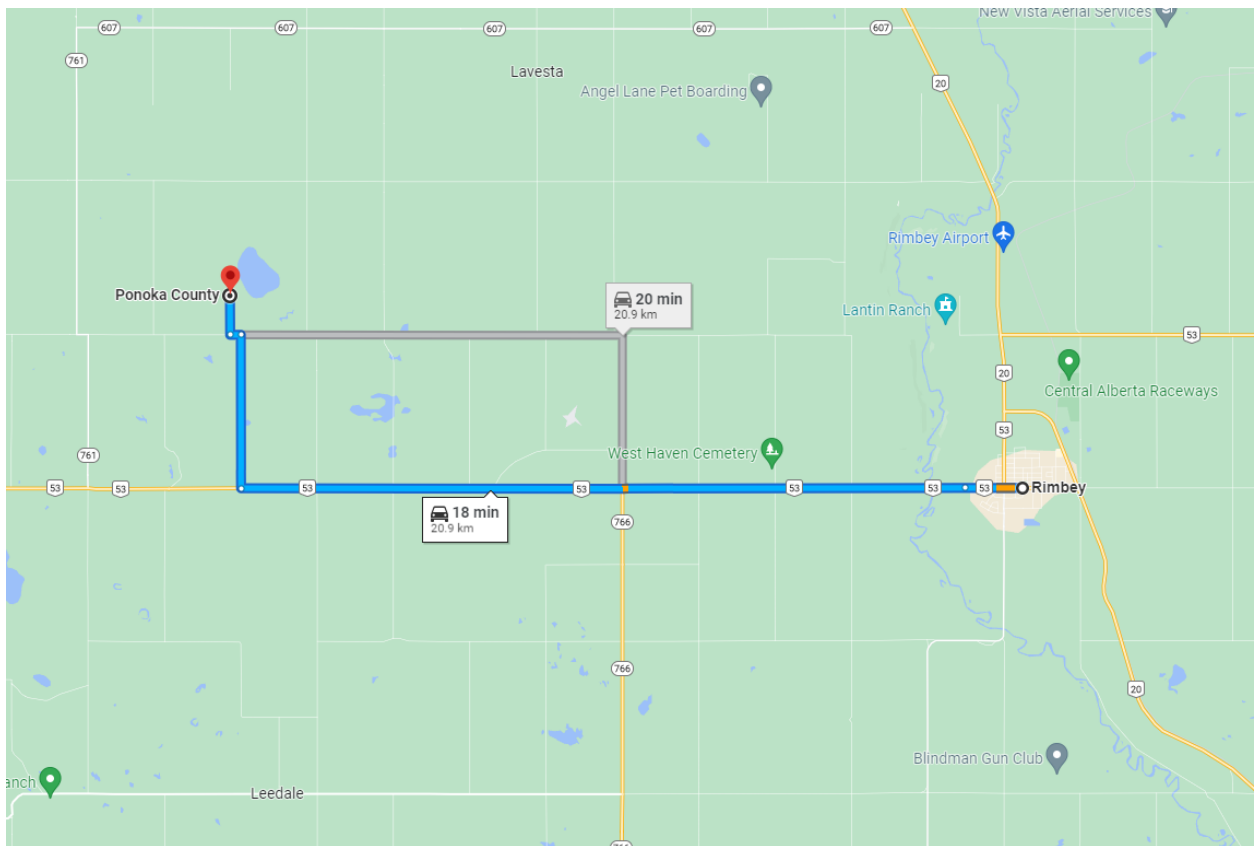 New Vista Aerial Services
607
607
607
607
607
761
Lavesta
Angel Lane Pet Boarding
20
Rimbey Airport
Ponoka County
20 min
20.9 km
Lantin Ranch
53
20
Central Alberta Raceways
53
761
West Haven Cemetery
53
53
53
53
53
53
53
Rimbey
18 min
20.9 km
766
766
20
Blindman Gun Club
anch
Leedale